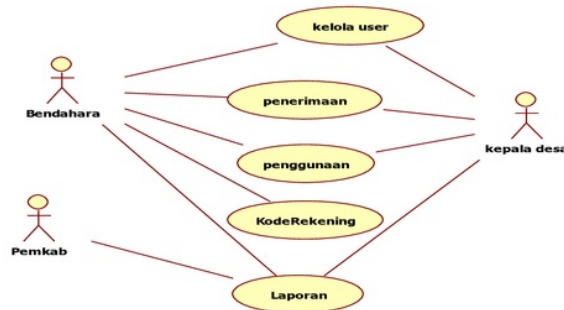 kelola user
penerimaan
Bendahara
kepala desa
penggunaan
KodeRekening
Pemkab
Laporan